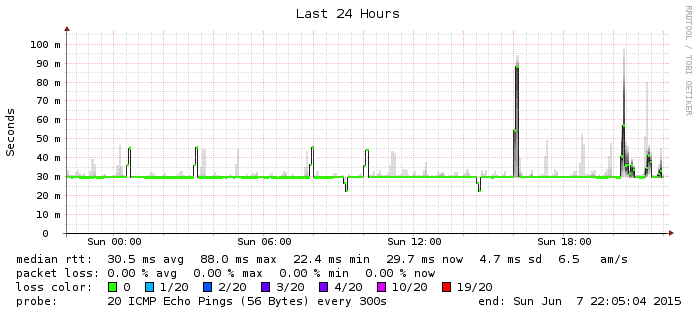 Last 24 Hours
RRDTOOL / TOBI OETIKER
Seconds
100 m
90 m
80 m
70 m
60 m
50 m
40 m
30 m
20 m
10 m
0
Sun 00:00 Sun 06:00 Sun 12:00 Sun 18:00
median rtt: 30.5 ms avg 88.0 ms max 22.4 ms min 29.7 ms now 4.7 ms sd 6.5 am/s
packet loss: 0.00 % avg 0.00 % max 0.00 % min 0.00 % now
loss color: 0 1/20 2/20 3/20 4/20 10/20 19/20
probe: 20 ICMP Echo Pings (56 Bytes) every 300s end: Sun Jun 7 22:05:04 2015